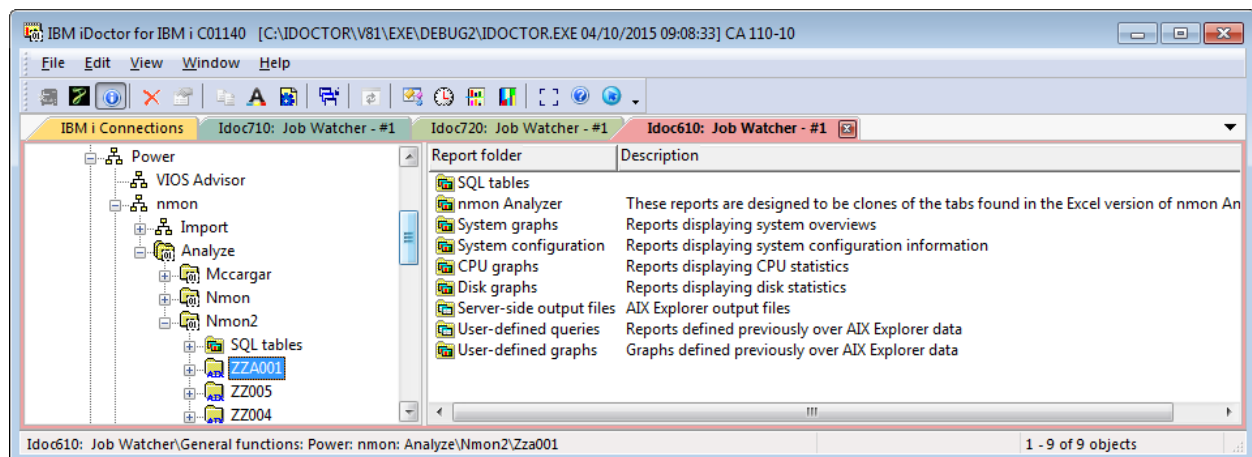 IBM iDoctor for IBM i C01140 [C:\IDOCTOR\V81\EXE\DEBUG2\IDOCTOR.EXE 04/10/2015 09:08:33] CA 110-10
File Edit View Window Help
IBM i Connections Idoc710: Job Watcher - #1 Idoc720: Job Watcher - #1 Idoc610: Job Watcher - #1
Power
VIOS Advisor
nmon
Import
Analyze
Mccargar
Nmon
Nmon2
SQL tables
ZZA001
ZZ005
ZZ004
Report folder Description
SQL tables
nmon Analyzer These reports are designed to be clones of the tabs found in the Excel version of nmon An
System graphs Reports displaying system overviews
System configuration Reports displaying system configuration information
CPU graphs Reports displaying CPU statistics
Disk graphs Reports displaying disk statistics
Server-side output files AIX Explorer output files
User-defined queries Reports defined previously over AIX Explorer data
User-defined graphs Graphs defined previously over AIX Explorer data
Idoc610: Job Watcher\General functions: Power: nmon: Analyze\Nmon2\Zza001 1 - 9 of 9 objects